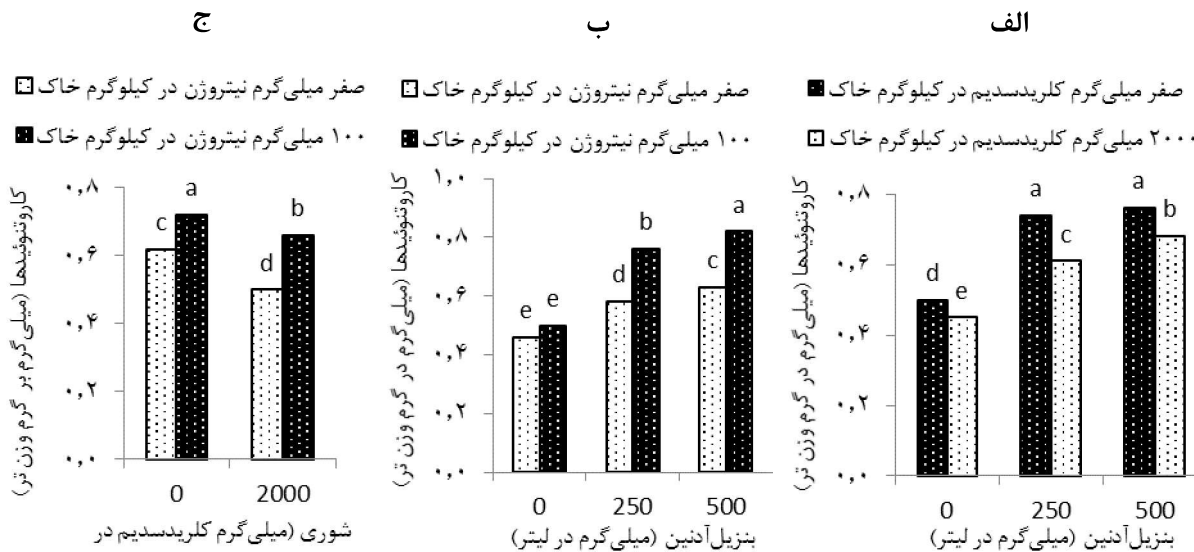 الف
صفر میلی‌گرم کلریدسدیم در کیلوگرم خاک
۲۰۰۰ میلی‌گرم کلریدسدیم در کیلوگرم خاک
کاروتنوئیدها (میلی‌گرم در گرم وزن تر)
۰٫۸
۰٫۶
۰٫۴
۰٫۲
۰٫۰
d
e
a
c
a
b
0
250
500
بنزیل‌آدنین (میلی‌گرم در لیتر)
ب
صفر میلی‌گرم نیتروژن در کیلوگرم خاک
۱۰۰ میلی‌گرم نیتروژن در کیلوگرم خاک
کاروتنوئیدها (میلی‌گرم در گرم وزن تر)
۱٫۰
۰٫۸
۰٫۶
۰٫۴
۰٫۲
۰٫۰
e
e
d
b
c
a
0
250
500
بنزیل‌آدنین (میلی‌گرم در لیتر)
ج
صفر میلی‌گرم نیتروژن در کیلوگرم خاک
۱۰۰ میلی‌گرم نیتروژن در کیلوگرم خاک
کاروتنوئیدها (میلی‌گرم بر گرم وزن تر)
۰٫۸
۰٫۶
۰٫۴
۰٫۲
۰٫۰
c
a
d
b
0
2000
شوری (میلی‌گرم کلریدسدیم در